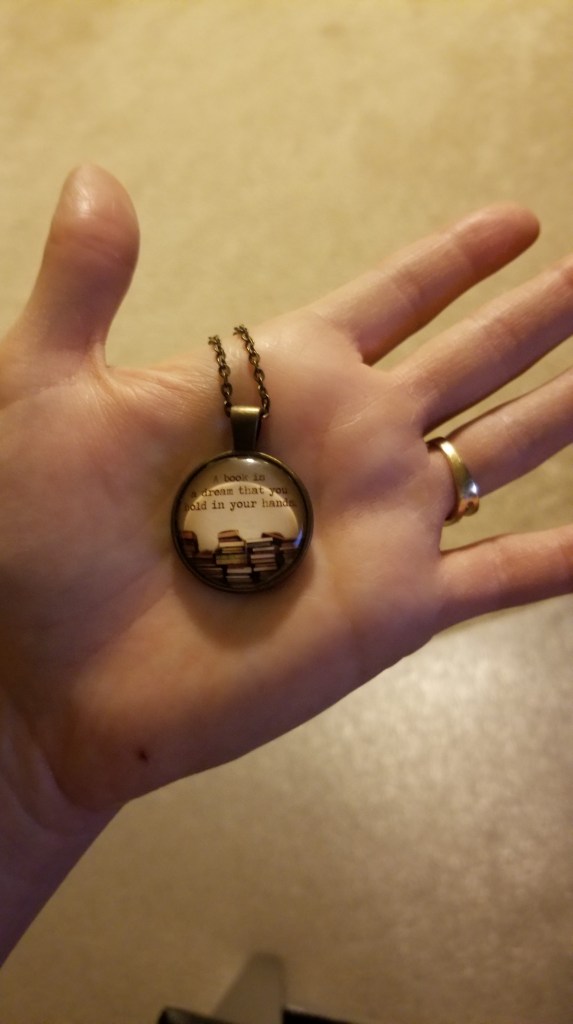 a book is
a dream that you
hold in your hands.